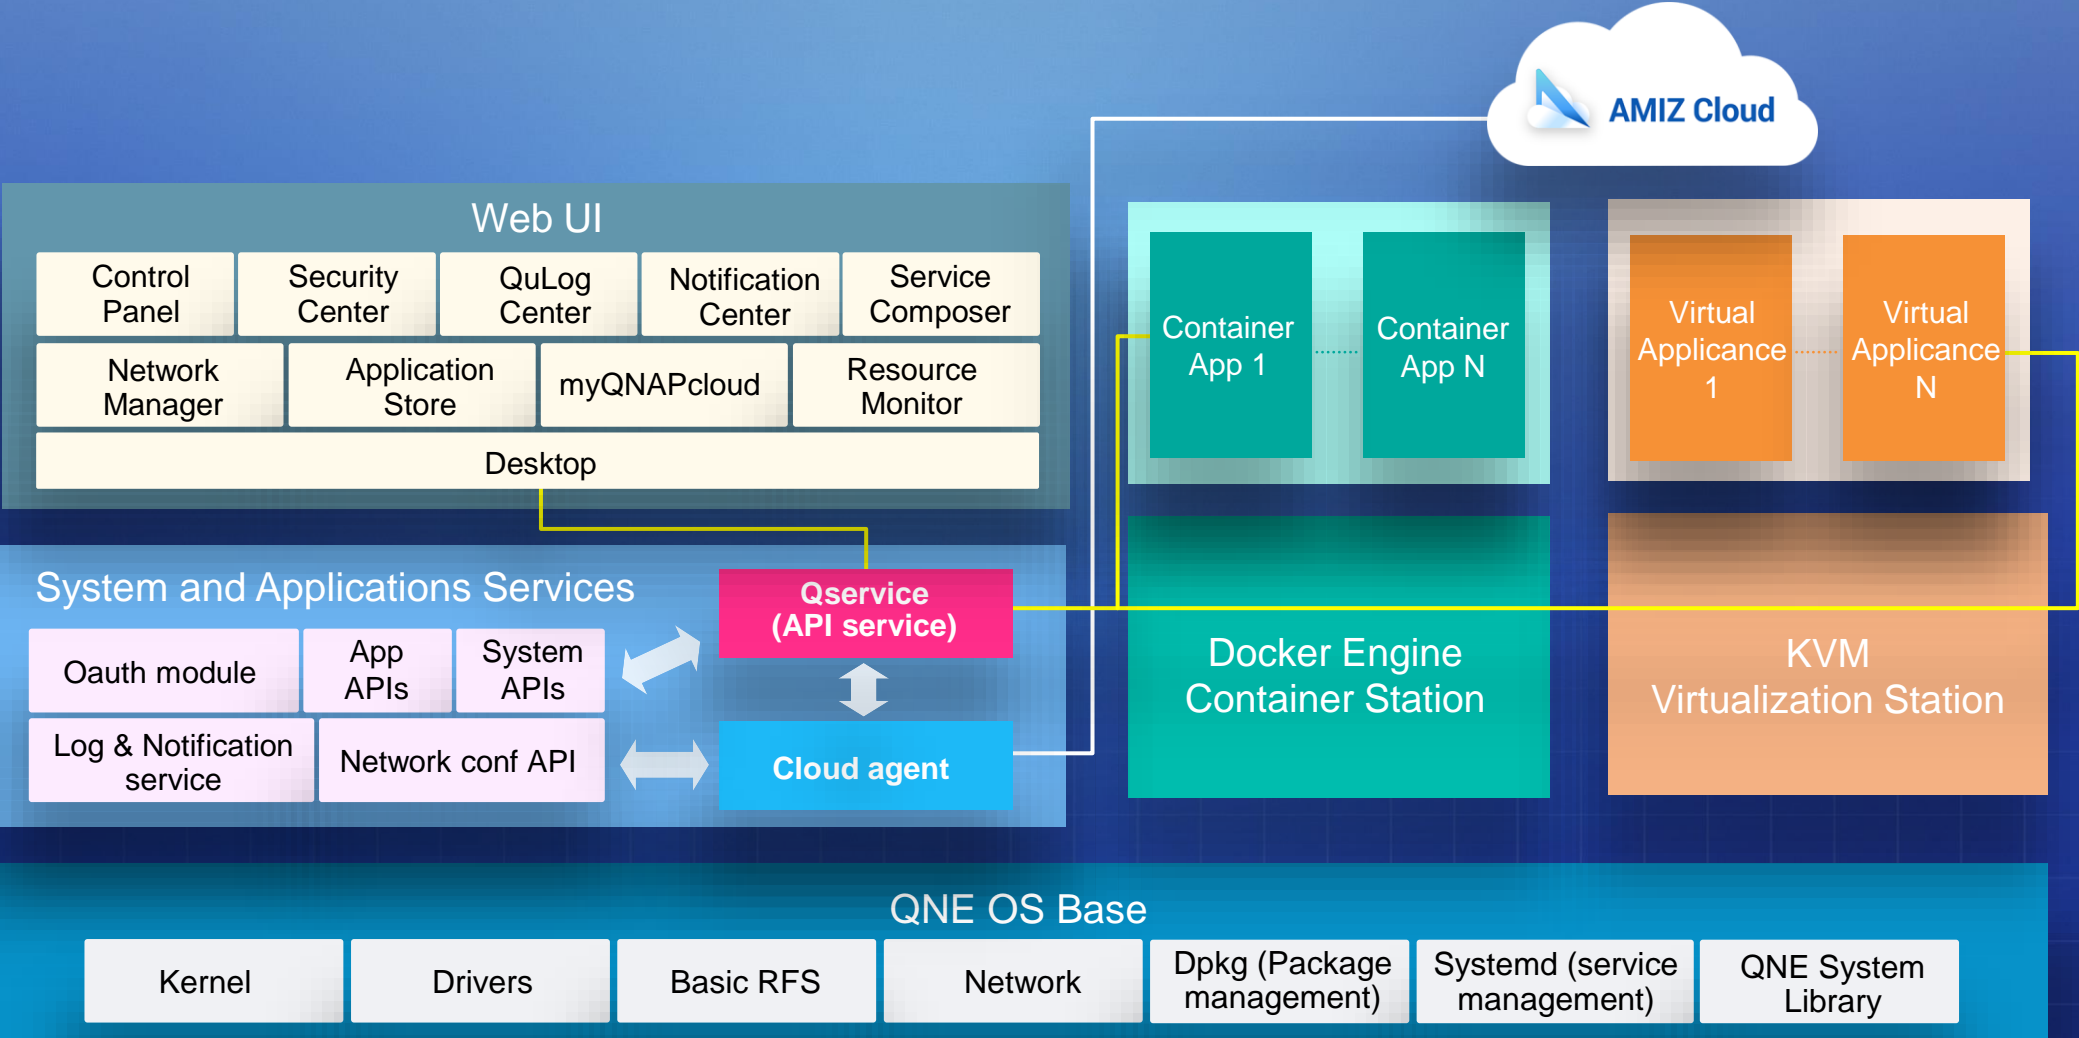 AMIZ Cloud
Web UI
Control
Panel
Security
Center
QuLog
Center
Notification
Center
Service
Composer
Network
Manager
Application
Store
myQNAPcloud
Resource
Monitor
Desktop
Container
App 1
Container
App N
Virtual
Applicance
1
Virtual
Applicance
N
System and Applications Services
Qservice
(API service)
Oauth module
App
APIs
System
APIs
Log & Notification
service
Network conf API
Cloud agent
Docker Engine
Container Station
KVM
Virtualization Station
QNE OS Base
Kernel
Drivers
Basic RFS
Network
Dpkg (Package
management)
Systemd (service
management)
QNE System
Library